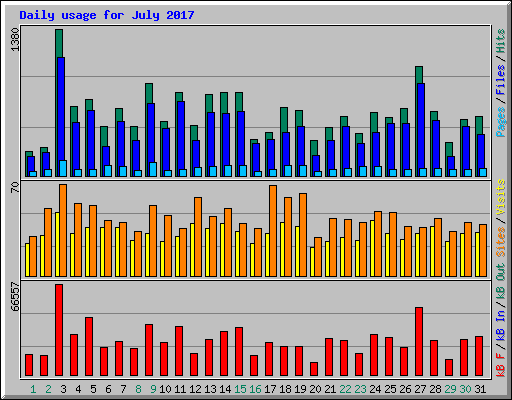 Daily usage for July 2017
1380
Pages / Files / Hits
70
Sites / Visits
66557
kB F / kB In / kB Out
1 2 3 4 5 6 7 8 9 10 11 12 13 14 15 16 17 18 19 20 21 22 23 24 25 26 27 28 29 30 31